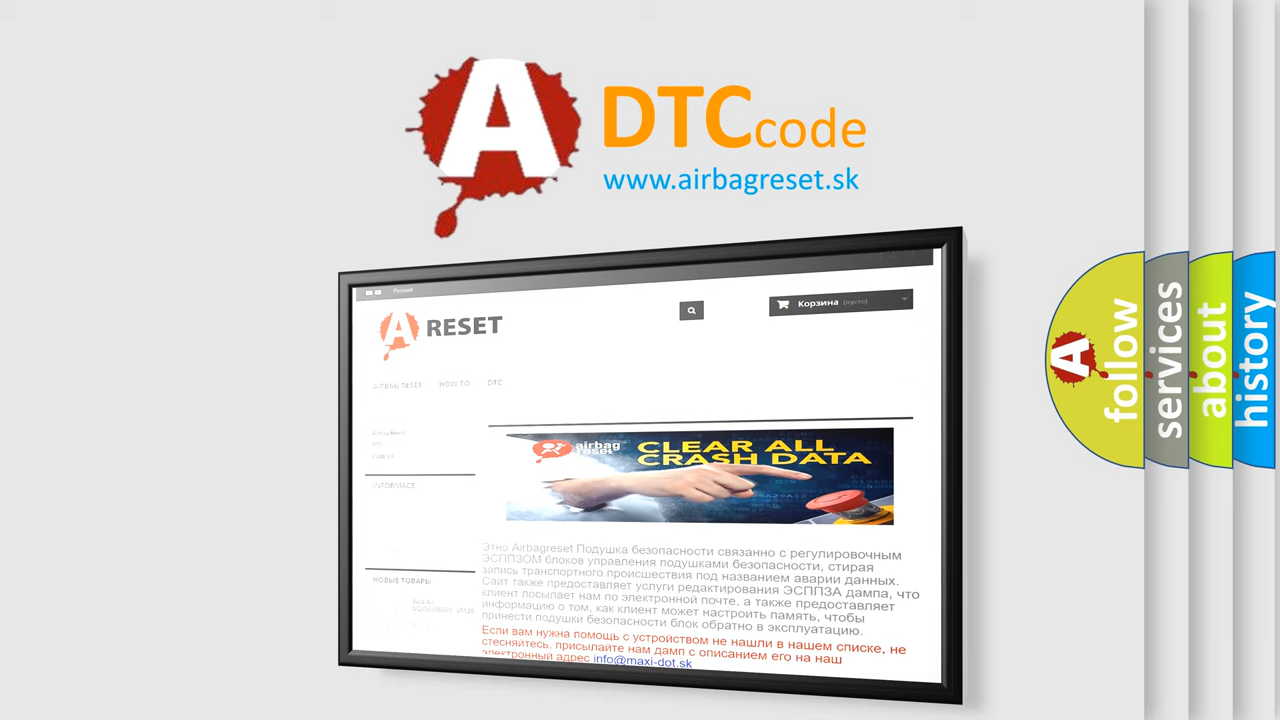 A
DTCcode
www.airbagreset.sk
Русский
Корзина (пусто)
A RESET
AIRBAG RESET HOW TO DTC
airbag
reset
CLEAR ALL
CRASH DATA
INFORMACE
НОВЫЕ ТОВАРЫ
Этно Airbagreset Подушка безопасности связанно с регулировочным
ЭСППЗОМ блоков управления подушками безопасности, стирая
запись транспортного происшествия под названием аварии данных.
Сайт также предоставляет услуги редактирования ЭСППЗА дампа, что
клиент посылает нам по электронной почте, а также предоставляет
информацию о том, как клиент может настроить память, чтобы
принести подушки безопасности блок обратно в эксплуатацию.
Если вам нужна помощь с устройством не нашли в нашем списке, не
стесняйтесь, присылайте нам дамп с описанием его на наш
электронный адрес info@maxi-dot.sk
A
follow
services
about
history